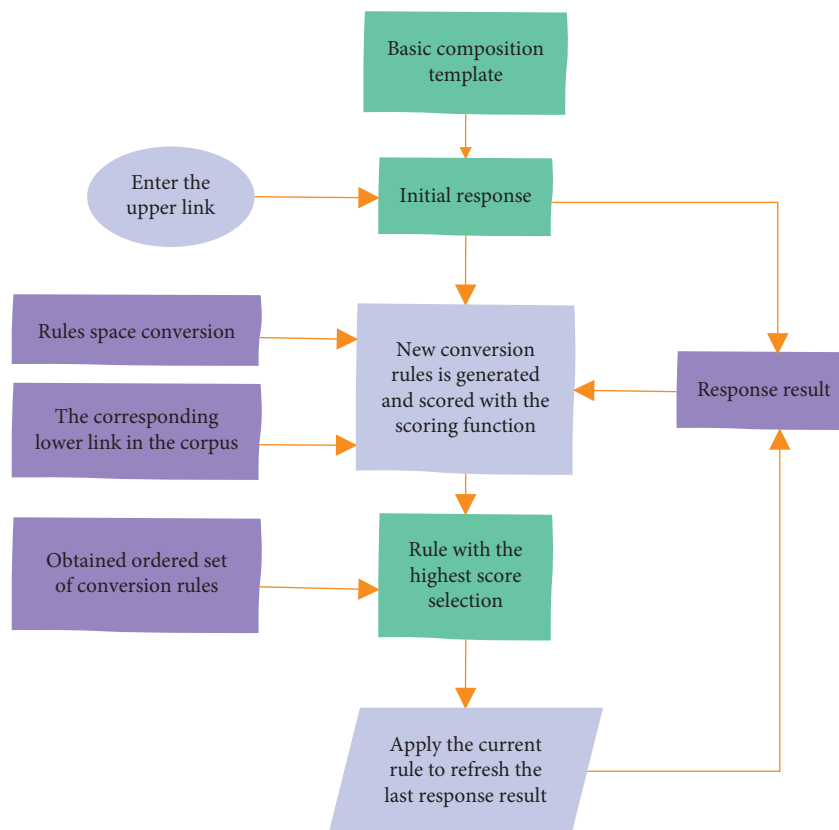 Basic composition
template
Enter the
upper link
Initial response
Rules space conversion
New conversion
rules is generated
and scored with the
scoring function
Response result
The corresponding
lower link in the corpus
Obtained ordered set
of conversion rules
Rule with the
highest score
selection
Apply the current
rule to refresh the
last response result